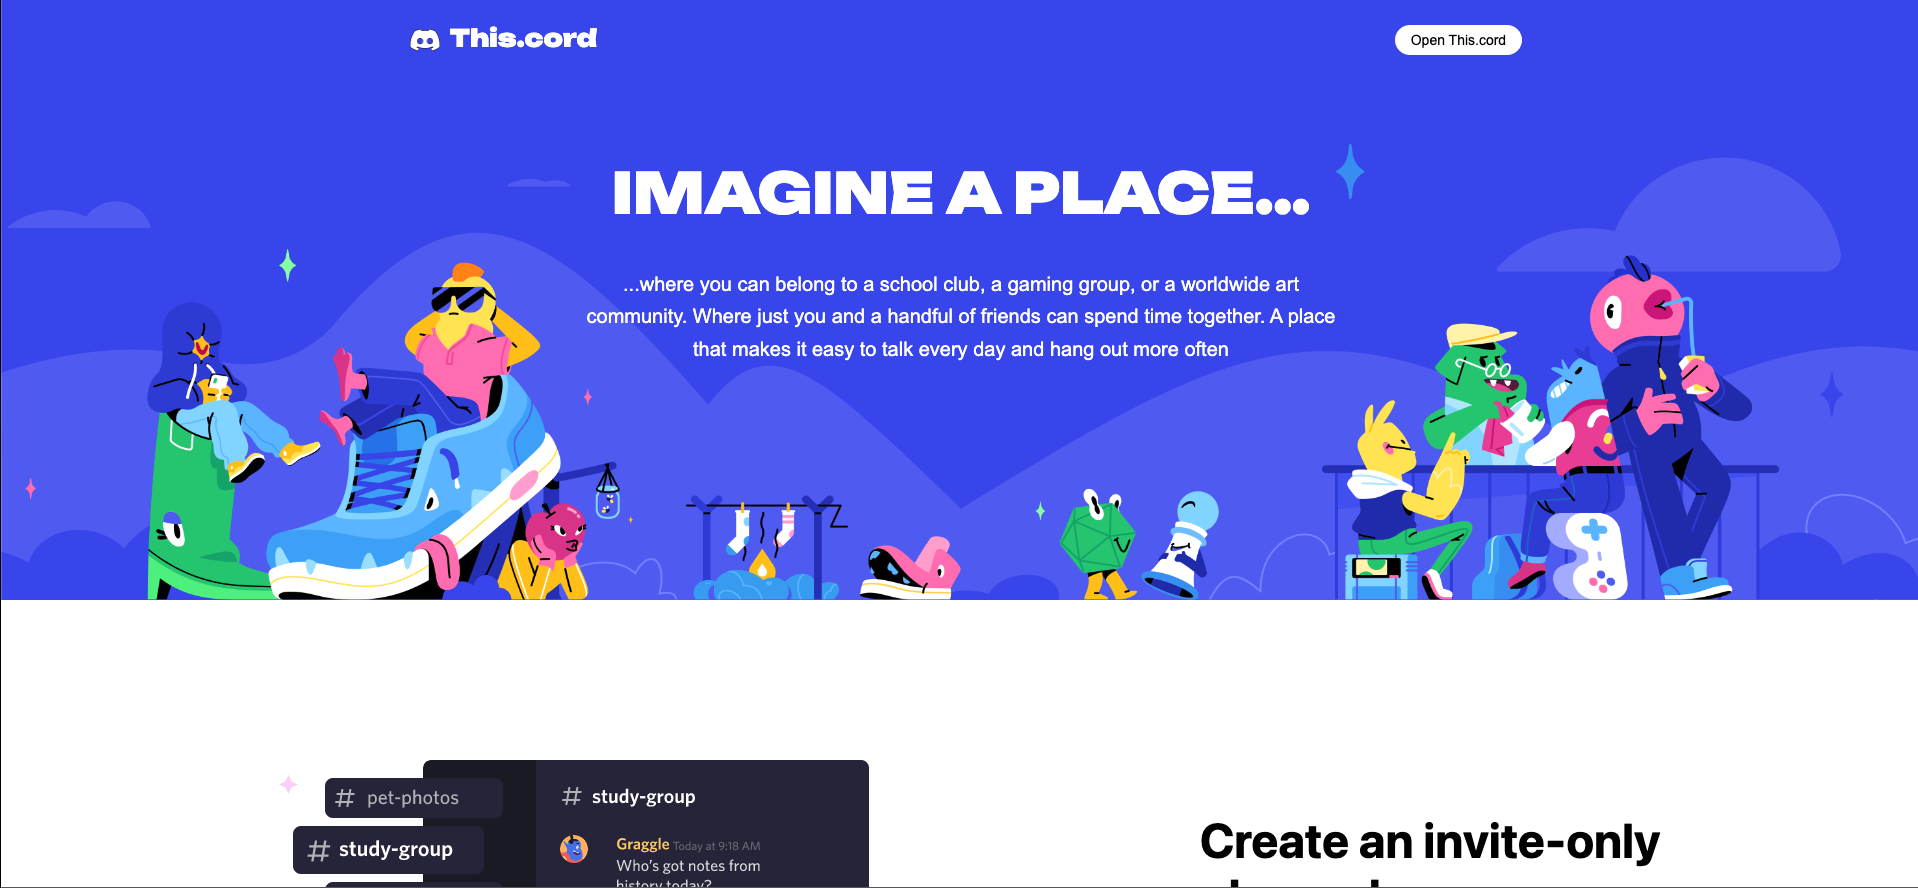 This.cord
Open This.cord
IMAGINE A PLACE...
...where you can belong to a school club, a gaming group, or a worldwide art
community. Where just you and a handful of friends can spend time together. A place
that makes it easy to talk every day and hang out more often
# pet-photos
# study-group
# study-group
Graggle Today at 9:18 AM
Who's got notes from
history today?
Create an invite-only